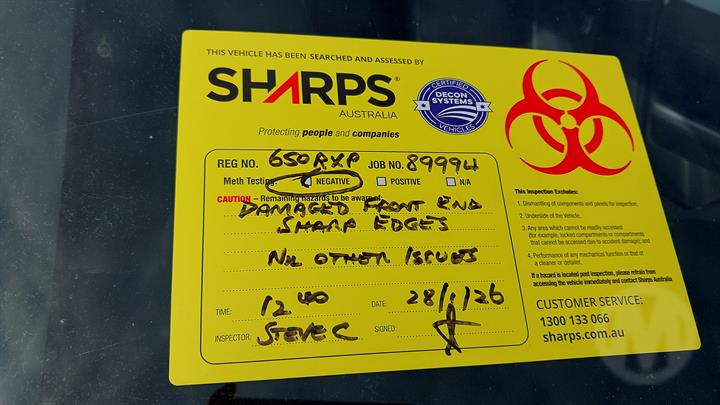 THIS VEHICLE HAS BEEN SEARCHED AND ASSESSED BY
SHARPS®
AUSTRALIA
CERTIFIED
DECON SYSTEMS
VEHICLES
Protecting people and companies
REG NO. 650RXP JOB NO. 89994
Meth Testing: NEGATIVE POSITIVE N/A
CAUTION – Remaining hazards to be aware of:
DAMAGED FRONT END
SHARP EDGES
NIL OTHER ISSUES
TIME: 12 40 DATE: 28/1/26
INSPECTOR: STEVE C SIGNED:
This Inspection Excludes:
1. Dismantling of components and panels for inspection;
2. Underside of the Vehicle;
3. Any area which cannot be readily accessed
(for example, locked compartments or compartments
that cannot be accessed due to accident damage); and
4. Performance of any mechanical function or that of
a cleaner or detailer.
If a hazard is located post inspection, please refrain from
accessing the vehicle immediately and contact Sharps Australia
CUSTOMER SERVICE:
1300 133 066
sharps.com.au
M